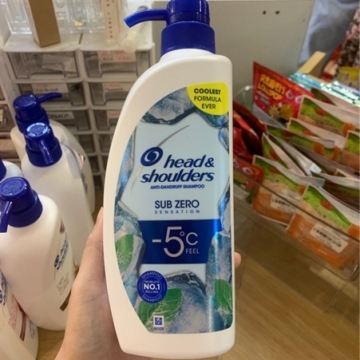 COOLEST
FORMULA
EVER
head &
shoulders
ANTI-DANDRUFF SHAMPOO
SUB ZERO
SENSATION
-5°C
FEEL
NO.1